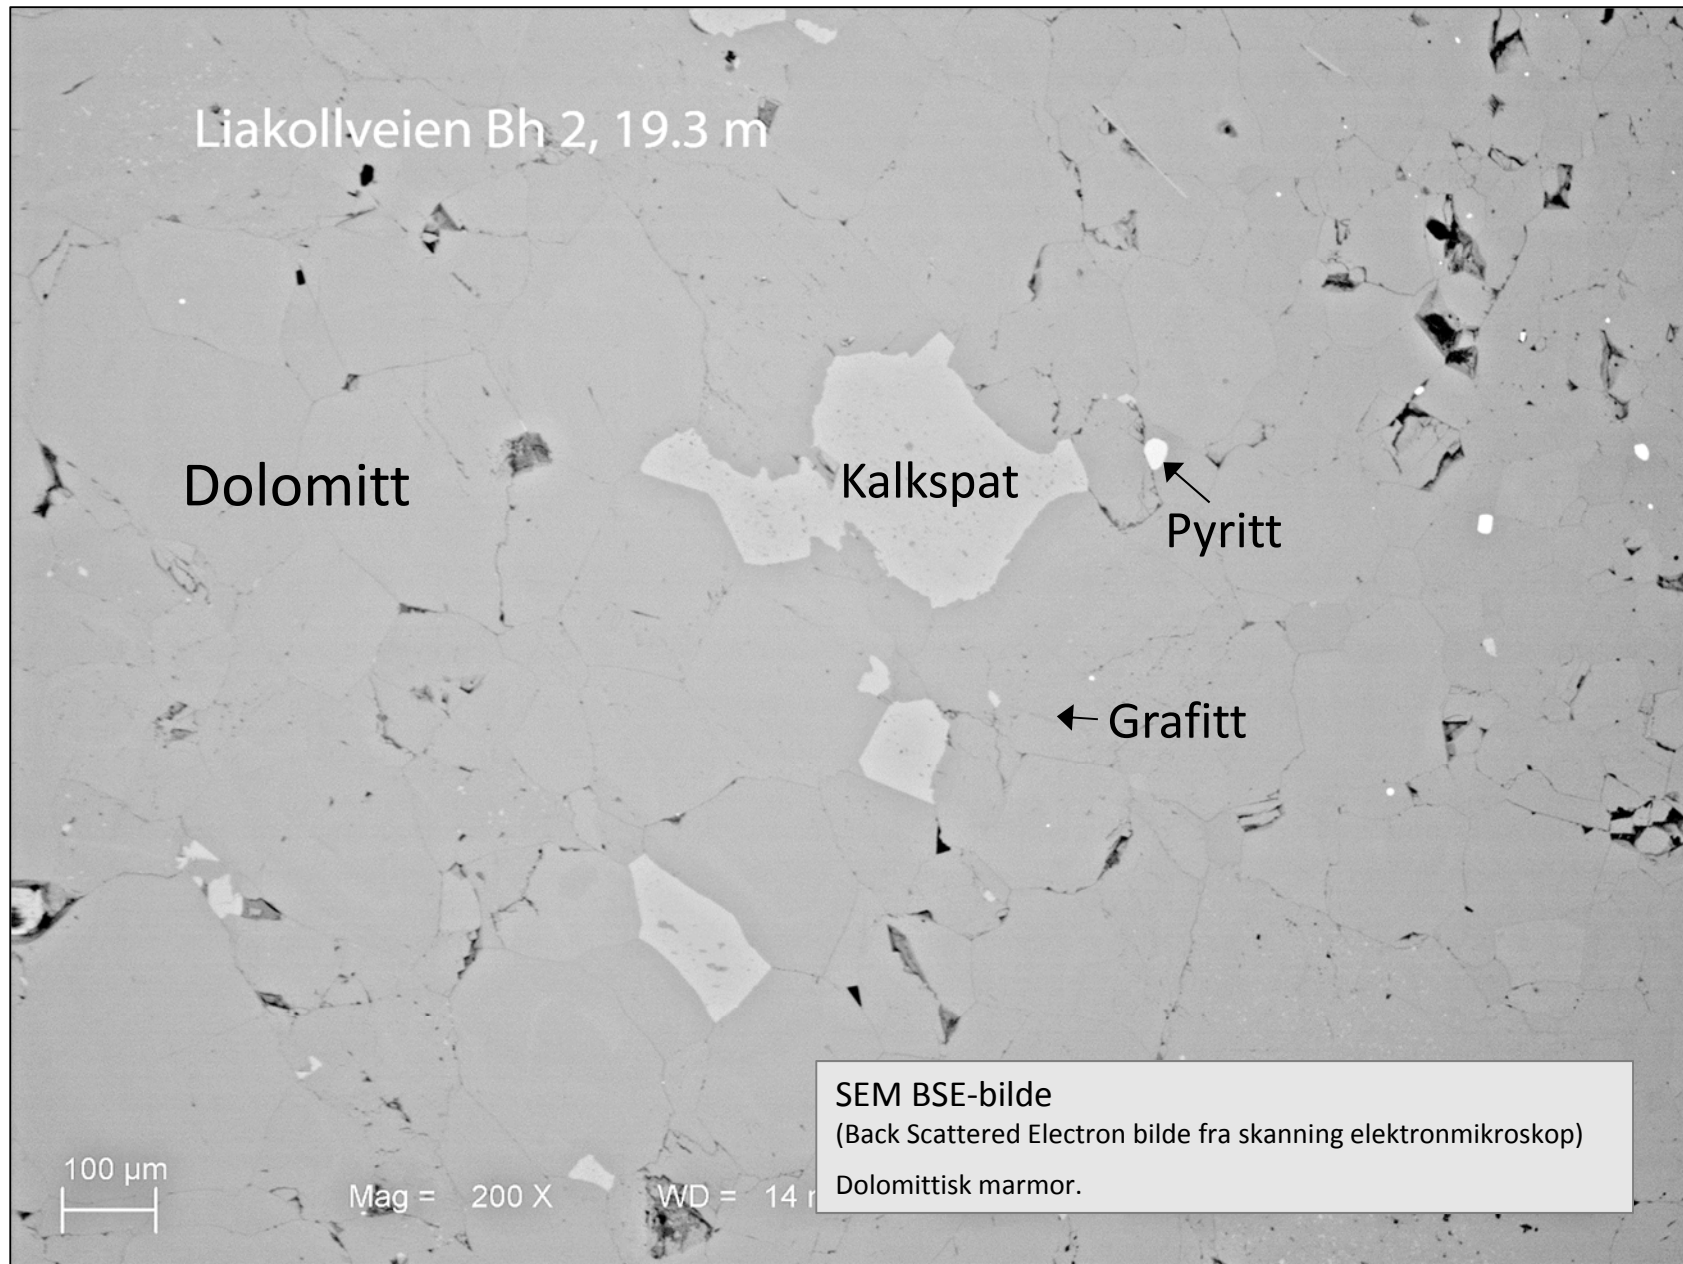 Liakollveien Bh 2, 19.3 m
Dolomitt
Kalkspat
Pyritt
Grafitt
SEM BSE-bilde
(Back Scattered Electron bilde fra skanning elektronmikroskop)
Dolomittisk marmor.
100 µm
Mag = 200 X WD = 14